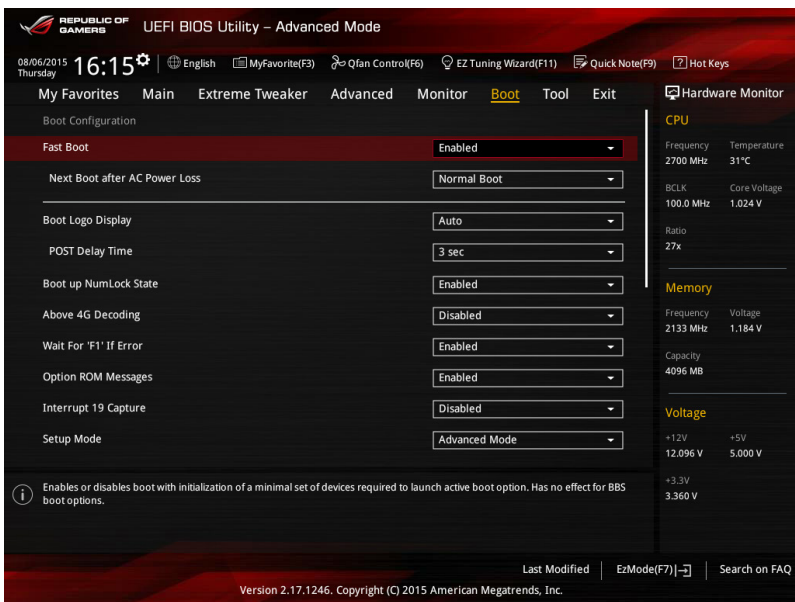 REPUBLIC OF
GAMERS
UEFI BIOS Utility – Advanced Mode
08/06/2015
Thursday
16:15
English
MyFavorite(F3)
Qfan Control(F6)
EZ Tuning Wizard(F11)
Quick Note(F9)
? Hot Keys
My Favorites Main Extreme Tweaker Advanced Monitor Boot Tool Exit
Boot Configuration
Fast Boot Enabled
Next Boot after AC Power Loss Normal Boot
Boot Logo Display Auto
POST Delay Time 3 sec
Boot up NumLock State Enabled
Above 4G Decoding Disabled
Wait For 'F1' If Error Enabled
Option ROM Messages Enabled
Interrupt 19 Capture Disabled
Setup Mode Advanced Mode
i
Enables or disables boot with initialization of a minimal set of devices required to launch active boot option. Has no effect for BBS
boot options.
Hardware Monitor
CPU
Frequency Temperature
2700 MHz 31°C
BCLK Core Voltage
100.0 MHz 1.024 V
Ratio
27x
Memory
Frequency Voltage
2133 MHz 1.184 V
Capacity
4096 MB
Voltage
+12V +5V
12.096 V 5.000 V
+3.3V
3.360 V
Last Modified
EzMode(F7)
Search on FAQ
Version 2.17.1246. Copyright (C) 2015 American Megatrends, Inc.